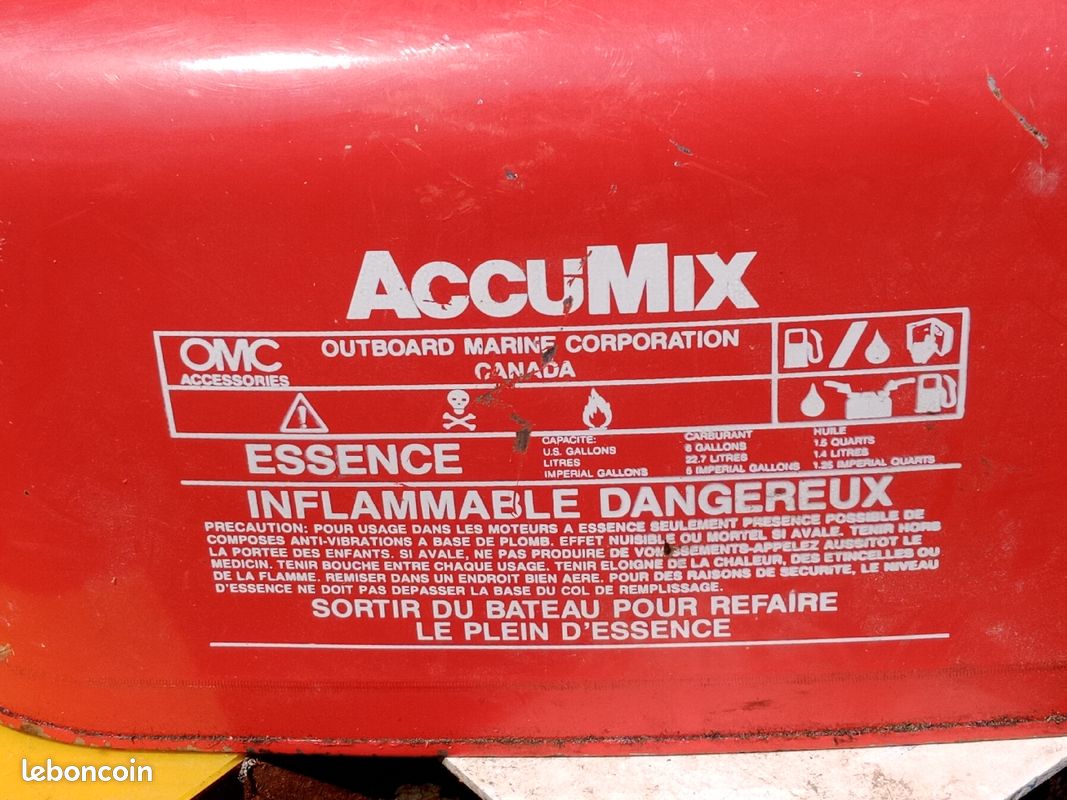 ACCUMIX
OMC
ACCESSORIES
OUTBOARD MARINE CORPORATION
CANADA
ESSENCE
CAPACITE: CARBURANT HUILE
U.S. GALLONS 6 GALLONS 1.5 QUARTS
LITRES 22.7 LITRES 1.4 LITRES
IMPERIAL GALLONS 5 IMPERIAL GALLONS 1.25 IMPERIAL QUARTS
INFLAMMABLE DANGEREUX
PRECAUTION: POUR USAGE DANS LES MOTEURS A ESSENCE SEULEMENT PRESENCE POSSIBLE DE
COMPOSES ANTI-VIBRATIONS A BASE DE PLOMB. EFFET NUISIBLE OU MORTEL SI AVALE. TENIR HORS
LA PORTEE DES ENFANTS. SI AVALE, NE PAS PRODUIRE DE VOMISSEMENTS-APPELEZ AUSSITOT LE
MEDICIN. TENIR BOUCHE ENTRE CHAQUE USAGE. TENIR ELOIGNE DE LA CHALEUR, DES ETINCELLES OU
DE LA FLAMME. REMISER DANS UN ENDROIT BIEN AERE. POUR DES RAISONS DE SECURITE, LE NIVEAU
D'ESSENCE NE DOIT PAS DEPASSER LA BASE DU COL DE REMPLISSAGE.
SORTIR DU BATEAU POUR REFAIRE
LE PLEIN D'ESSENCE
leboncoin